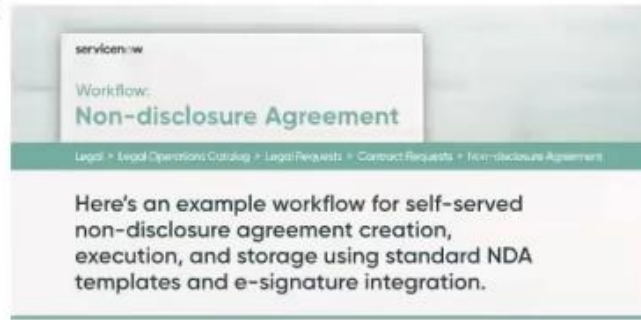 servicenow
Workflow:
Non-disclosure Agreement
Legal > Legal Operations Catalog > Legal Requests > Contract Requests > Non-disclosure Agreement
Here's an example workflow for self-served
non-disclosure agreement creation,
execution, and storage using standard NDA
templates and e-signature integration.